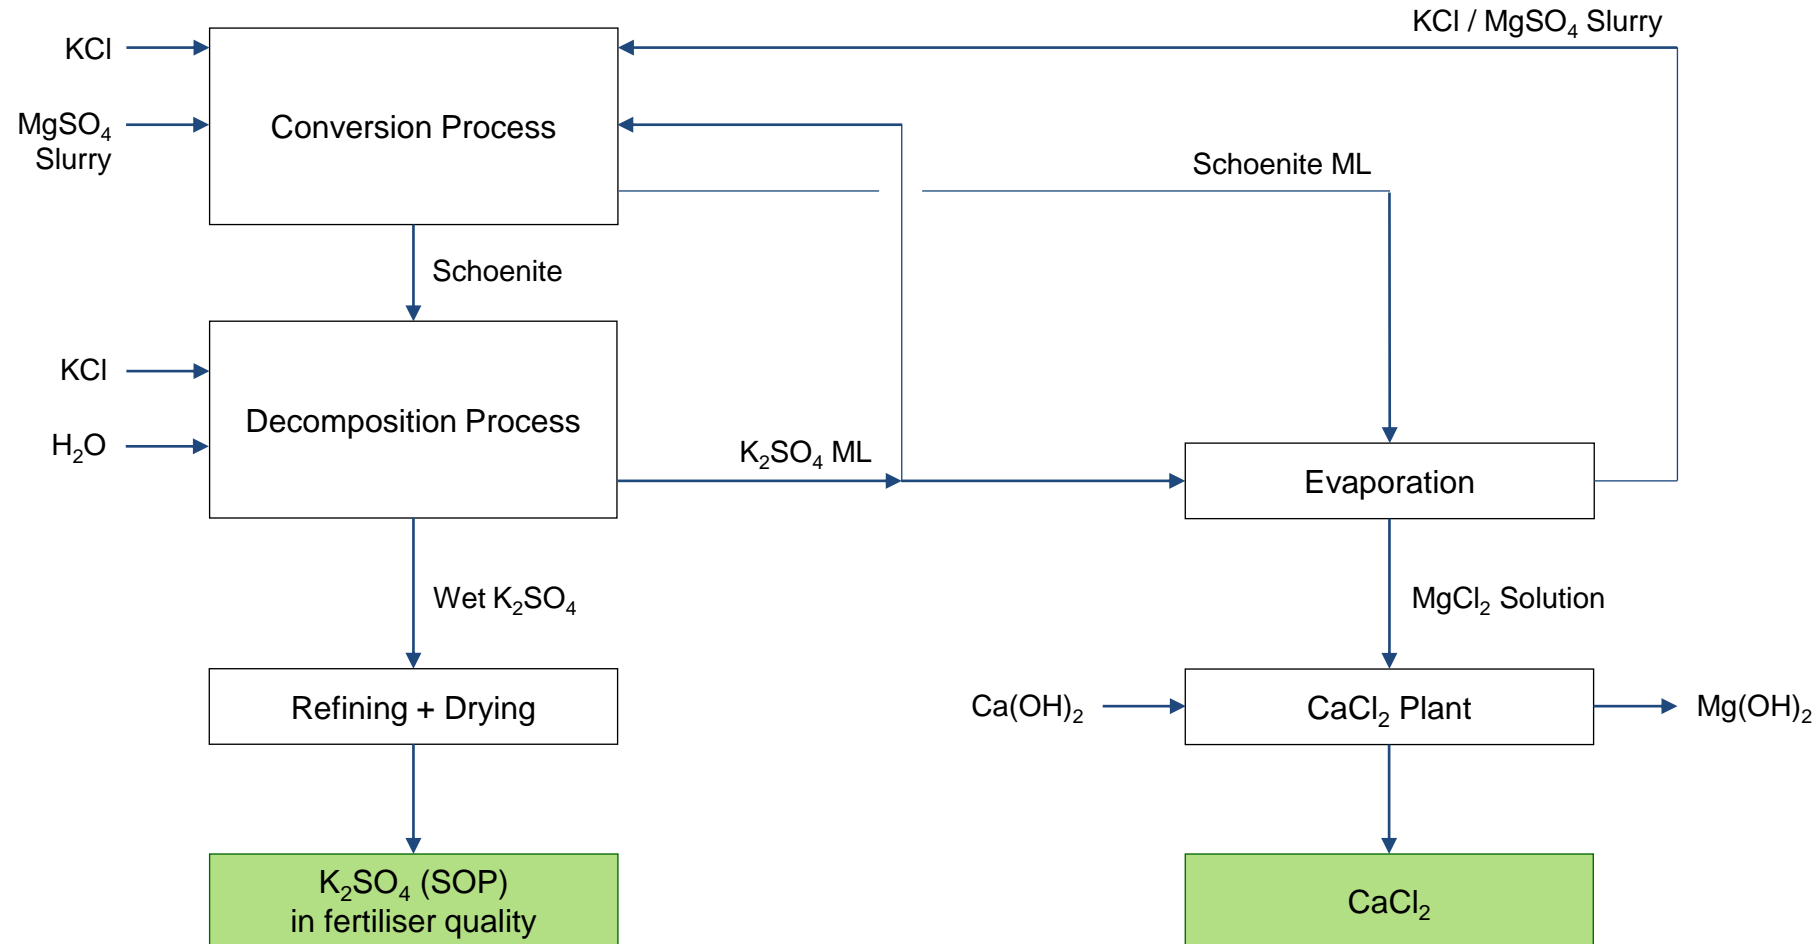 KCl / MgSO₄ Slurry
KCl
MgSO₄
Slurry
Conversion Process
Schoenite ML
Schoenite
KCl
H₂O
Decomposition Process
K₂SO₄ ML
Evaporation
Wet K₂SO₄
MgCl₂ Solution
Refining + Drying
Ca(OH)₂
CaCl₂ Plant
Mg(OH)₂
K₂SO₄ (SOP)
in fertiliser quality
CaCl₂